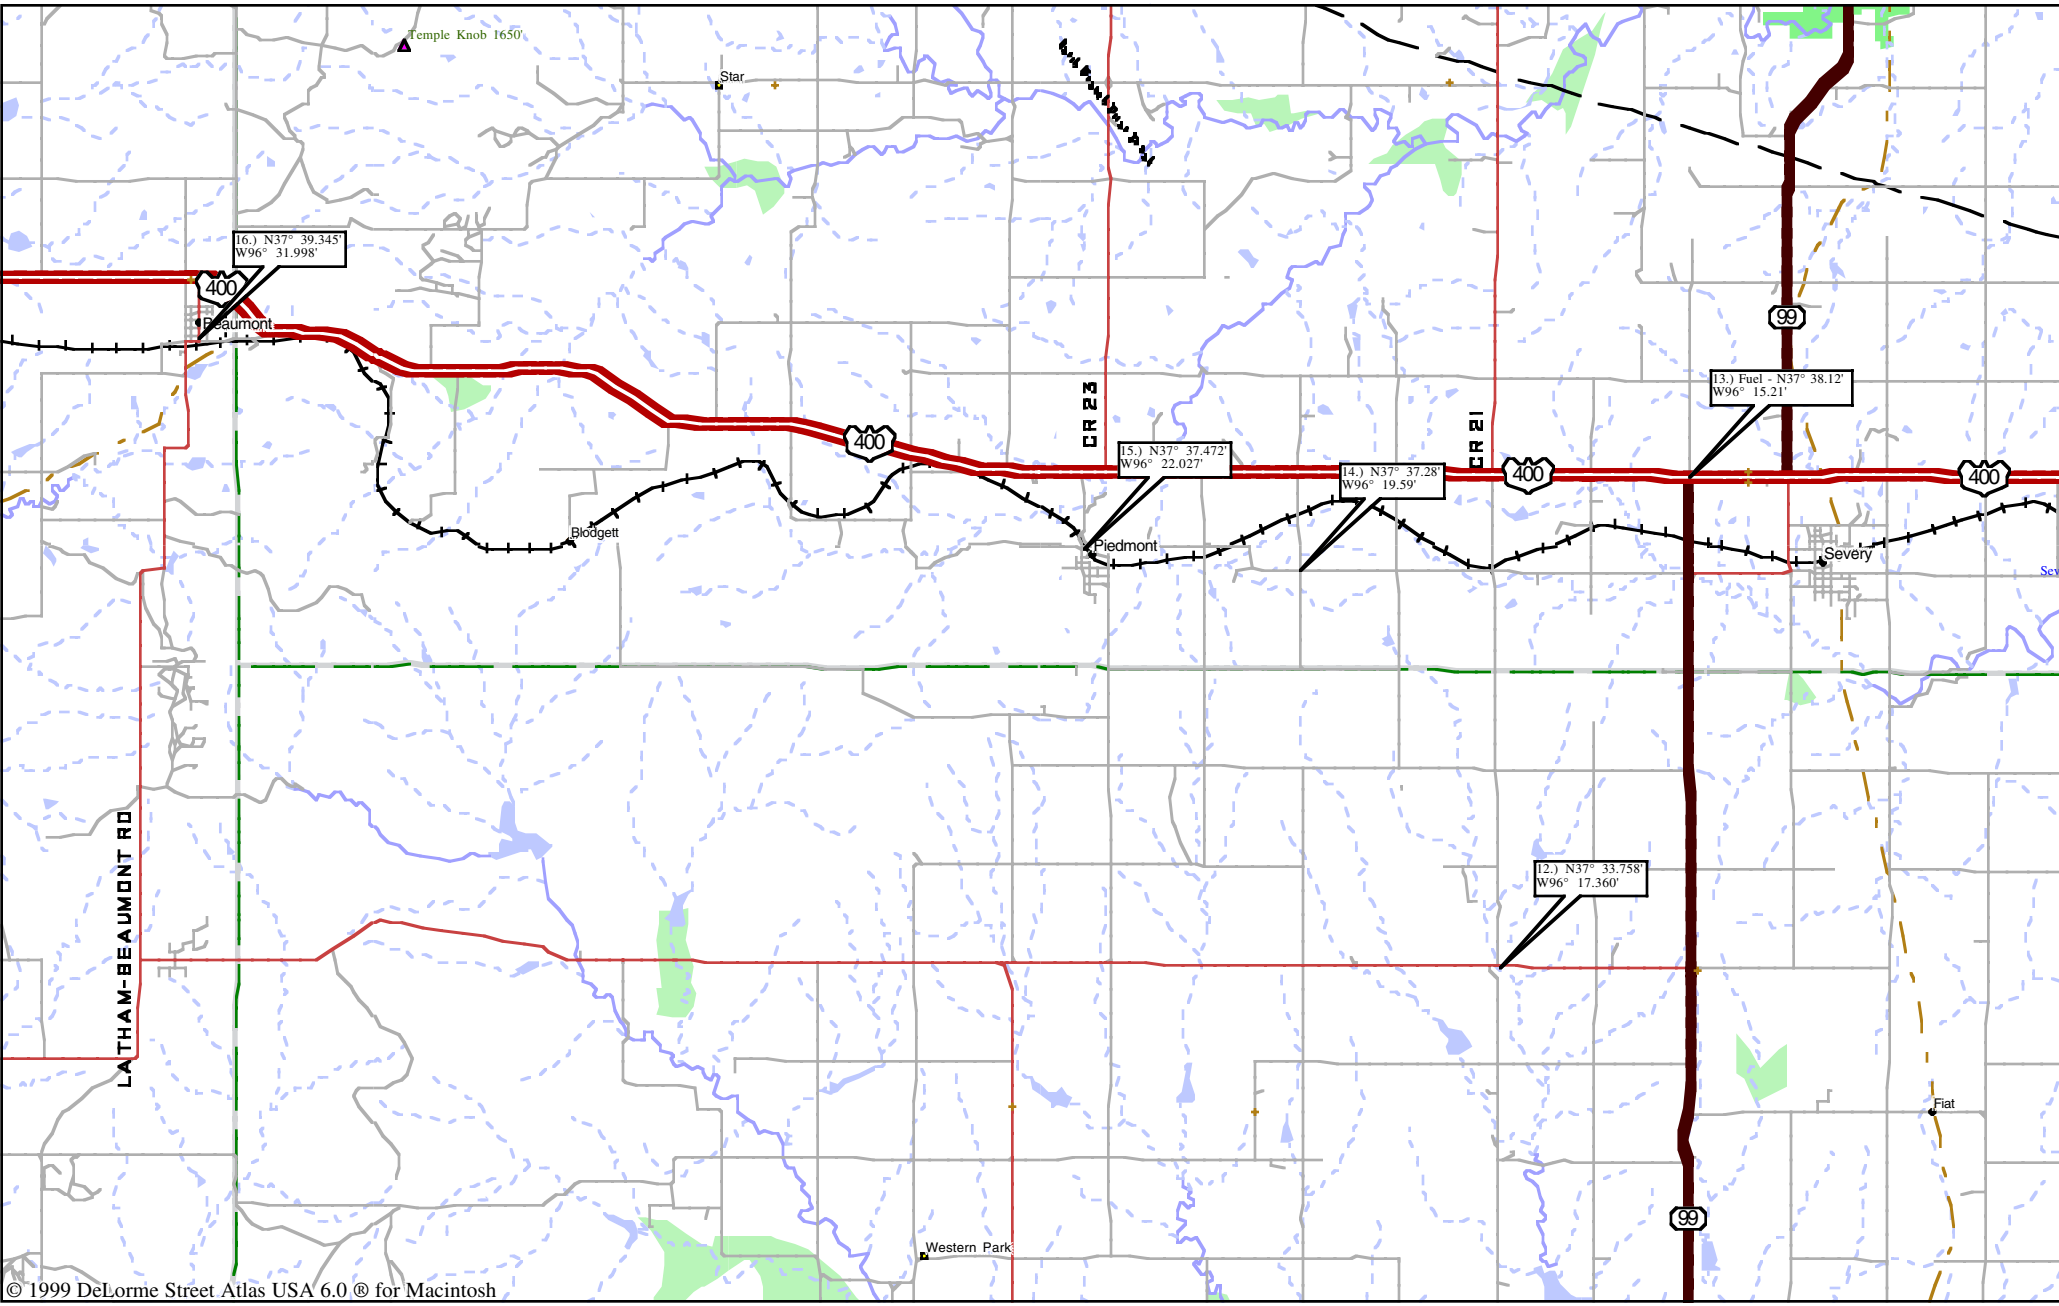 Temple Knob 1650'
Star
16.) N37° 39.345'
W96° 31.998'
400
Beaumont
99
13.) Fuel - N37° 38.12'
W96° 15.21'
CR 23
CR 21
400
15.) N37° 37.472'
W96° 22.027'
14.) N37° 37.28'
W96° 19.59'
400
400
Blodgett
Piedmont
Severy
Sev
LATHAM-BEAUMONT RD
12.) N37° 33.758'
W96° 17.360'
Fiat
99
Western Park
© 1999 DeLorme Street Atlas USA 6.0 ® for Macintosh